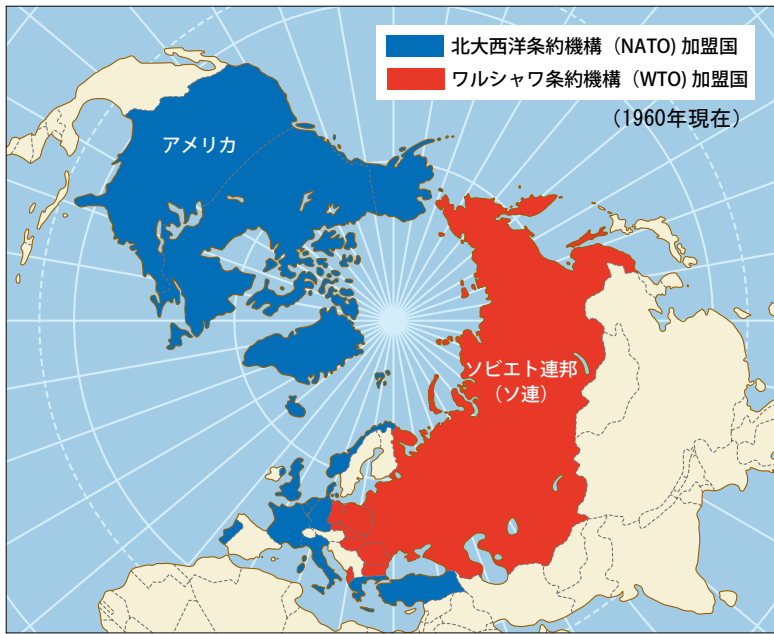 北大西洋条約機構（NATO）加盟国
ワルシャワ条約機構（WTO）加盟国
（1960年現在）
アメリカ
ソビエト連邦
（ソ連）